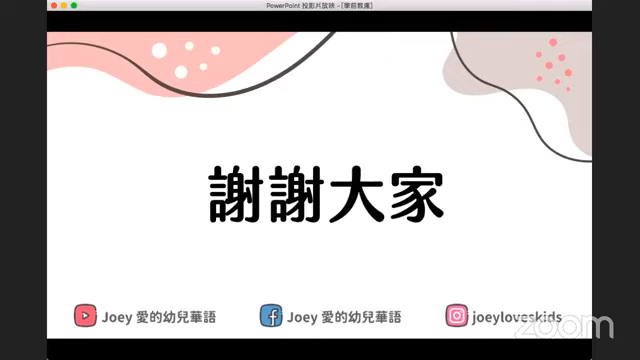 PowerPoint 投影片放映 - [學前教膚]
謝謝大家
Joey 愛的幼兒華語
Joey 愛的幼兒華語
joeyloveskids
zoom